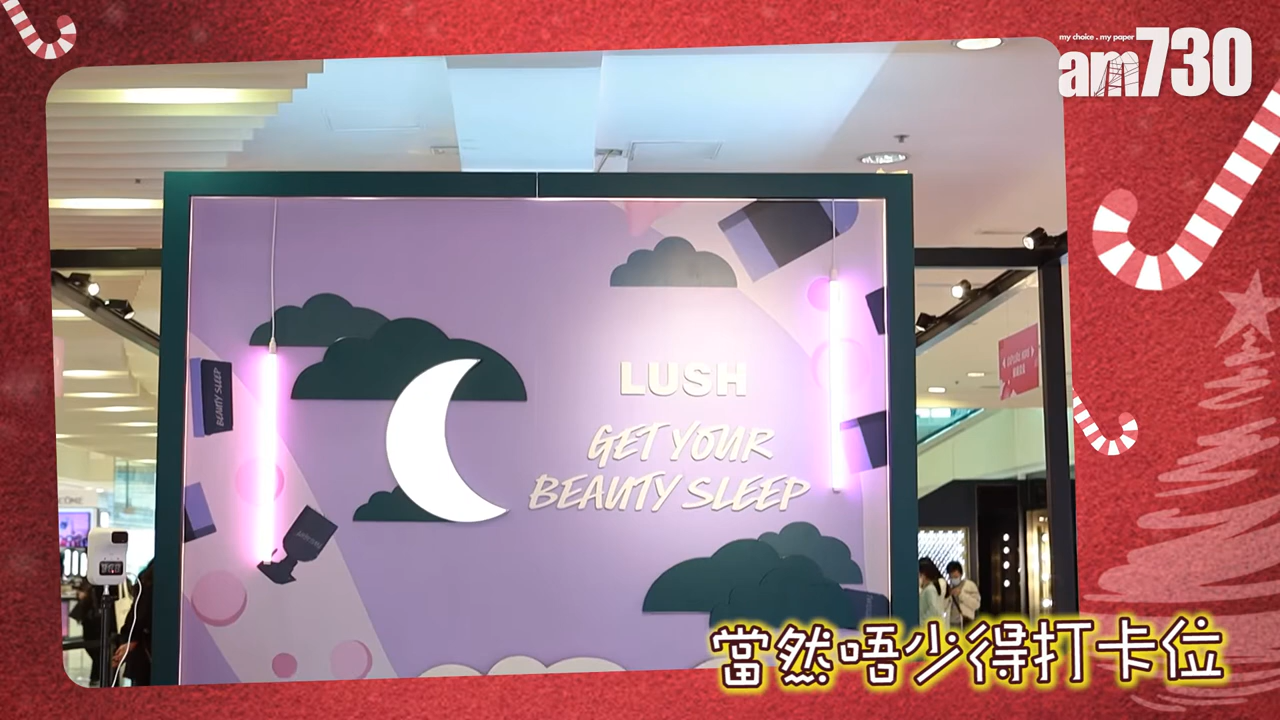 my choice . my paper
am730
LUSH
GET YOUR
BEAUTY SLEEP
BEAUTY SLEEP
當然唔少得打卡位